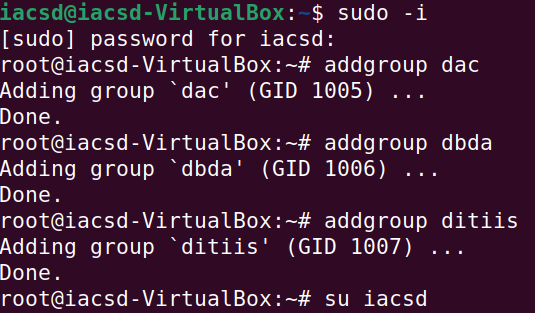 iacsd@iacsd-VirtualBox:~$ sudo -i
[sudo] password for iacsd:
root@iacsd-VirtualBox:~# addgroup dac
Adding group `dac' (GID 1005) ...
Done.
root@iacsd-VirtualBox:~# addgroup dbda
Adding group `dbda' (GID 1006) ...
Done.
root@iacsd-VirtualBox:~# addgroup ditiis
Adding group `ditiis' (GID 1007) ...
Done.
root@iacsd-VirtualBox:~# su iacsd